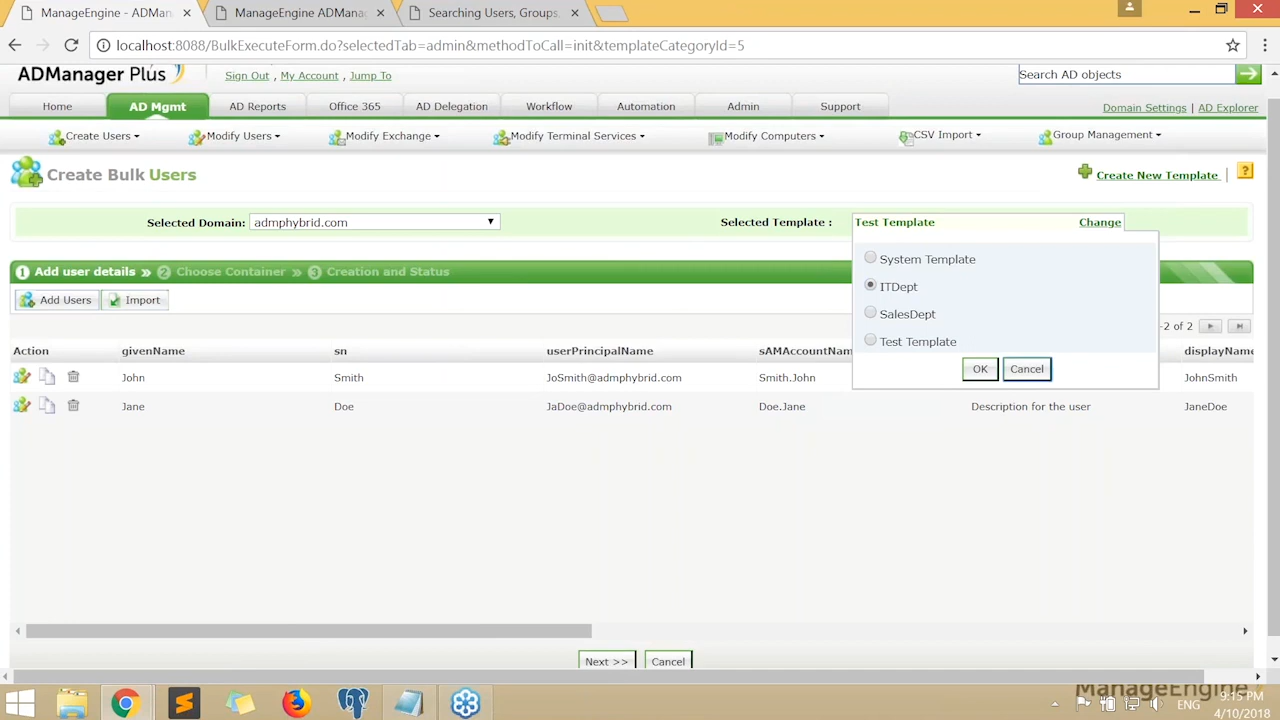 ManageEngine - ADMan
ManageEngine ADMana
Searching Users, Groups,
localhost:8088/BulkExecuteForm.do?selectedTab=admin&methodToCall=init&templateCategoryId=5
ADManager Plus
Sign Out , My Account , Jump To
Search AD objects
Home
AD Mgmt
AD Reports
Office 365
AD Delegation
Workflow
Automation
Admin
Support
Domain Settings | AD Explorer
Create Users
Modify Users
Modify Exchange
Modify Terminal Services
Modify Computers
CSV Import
Group Management
Create Bulk Users
Create New Template | ?
Selected Domain: admphybrid.com
Selected Template : Test Template Change
System Template
ITDept
SalesDept
Test Template
OK Cancel
1 Add user details » 2 Choose Container » 3 Creation and Status
Add Users Import
-2 of 2
Action givenName sn userPrincipalName sAMAccountNam displayName
John Smith JoSmith@admphybrid.com Smith.John JohnSmith
Jane Doe JaDoe@admphybrid.com Doe.Jane Description for the user JaneDoe
Next >> Cancel
ManageEngine
ENG
9:15 PM
4/10/2018